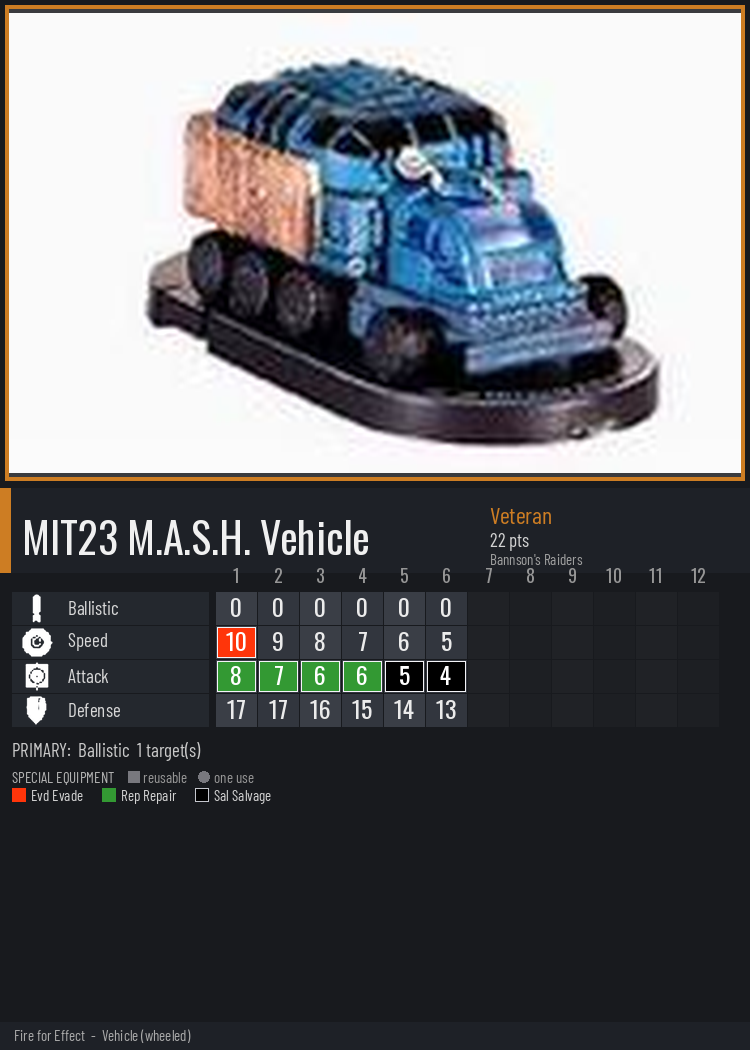 MIT23 M.A.S.H. Vehicle
Veteran
22 pts
Bannson's Raiders
1 2 3 4 5 6 7 8 9 10 11 12
Ballistic 0 0 0 0 0 0
Speed 10 9 8 7 6 5
Attack 8 7 6 6 5 4
Defense 17 17 16 15 14 13
PRIMARY: Ballistic 1 target(s)
SPECIAL EQUIPMENT reusable one use
Evd Evade Rep Repair Sal Salvage
Fire for Effect - Vehicle (wheeled)